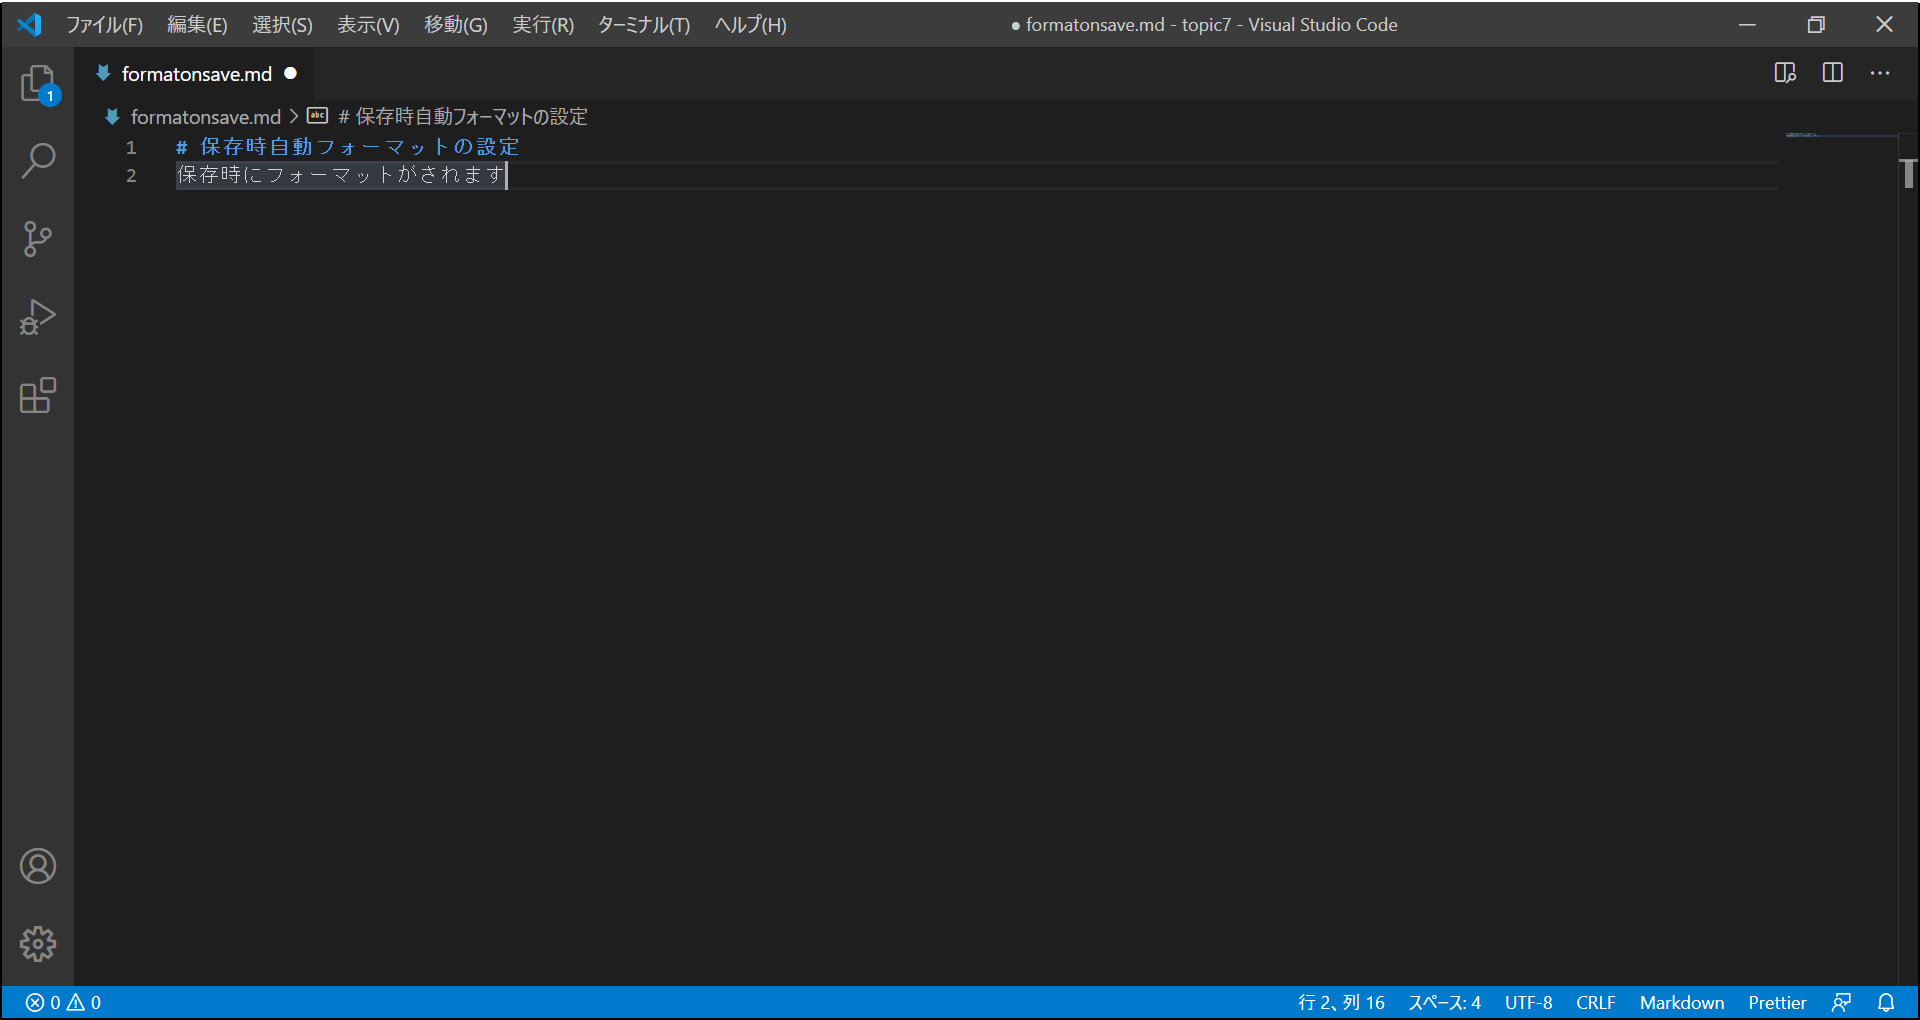 ファイル(F) 編集(E) 選択(S) 表示(V) 移動(G) 実行(R) ターミナル(T) ヘルプ(H) ● formatonsave.md - topic7 - Visual Studio Code
formatonsave.md ●
1
formatonsave.md > abc # 保存時自動フォーマットの設定
1 # 保存時自動フォーマットの設定
2 保存時にフォーマットがされます
0 0 行 2、列 16 スペース: 4 UTF-8 CRLF Markdown Prettier